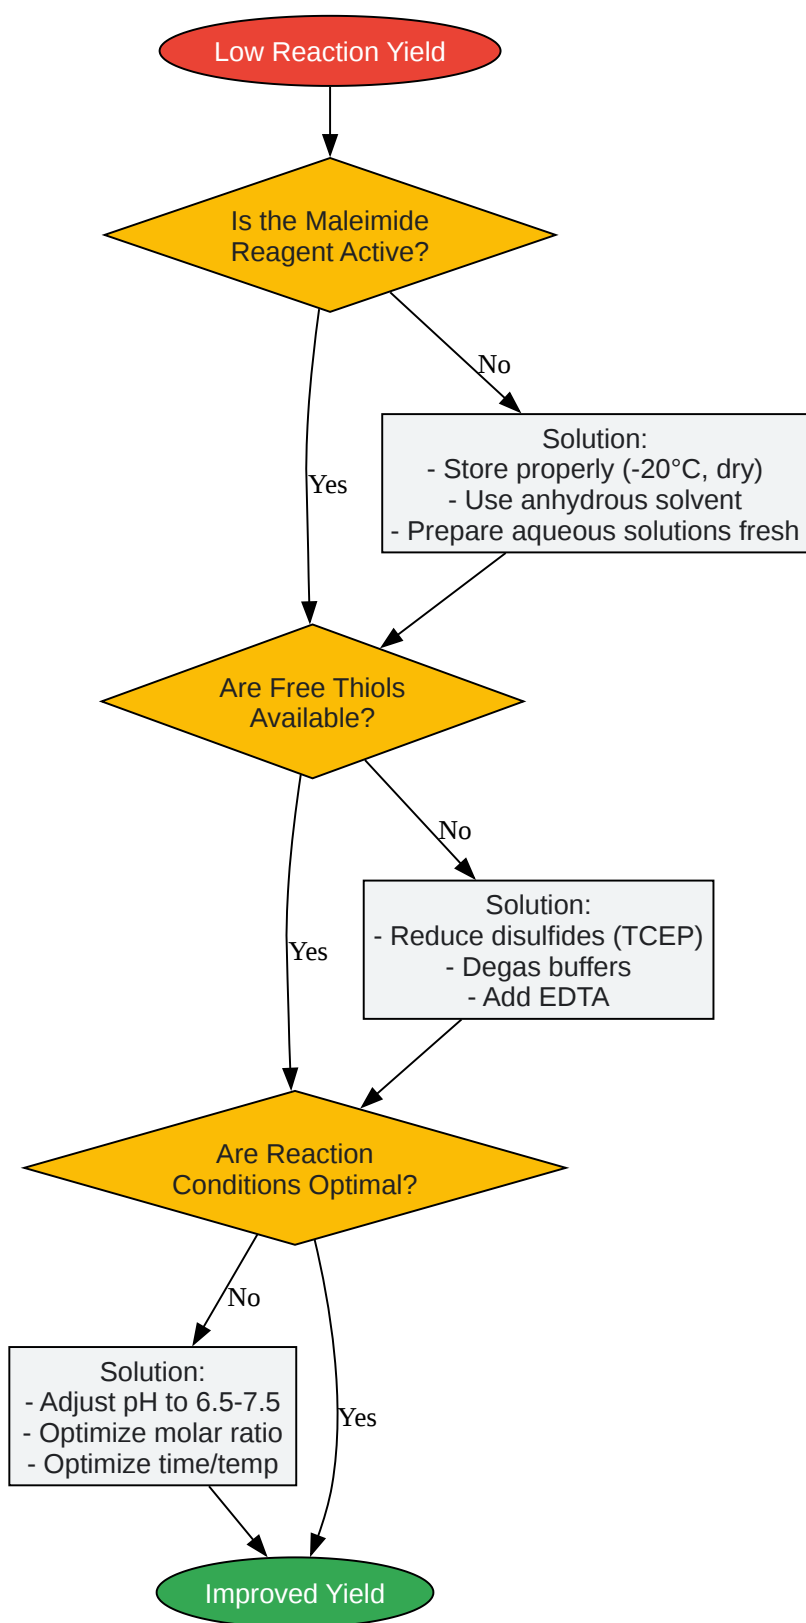 Low Reaction Yield
Is the Maleimide
Reagent Active?
No
Solution:
- Store properly (-20°C, dry)
- Use anhydrous solvent
- Prepare aqueous solutions fresh
Yes
Are Free Thiols
Available?
No
Solution:
- Reduce disulfides (TCEP)
- Degas buffers
- Add EDTA
Yes
Are Reaction
Conditions Optimal?
No
Solution:
- Adjust pH to 6.5-7.5
- Optimize molar ratio
- Optimize time/temp
Yes
Improved Yield